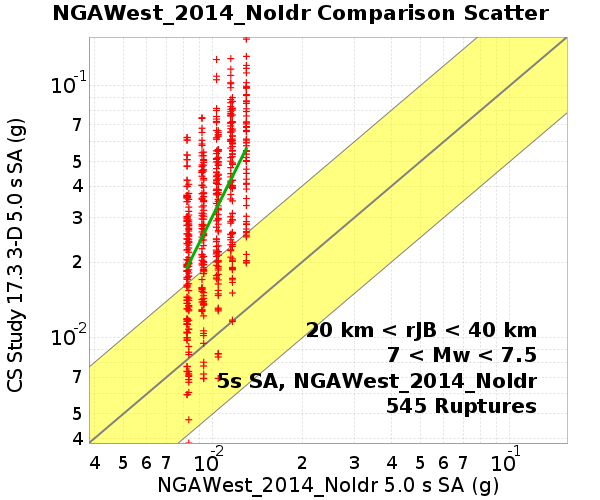 NGAWest_2014_NoIdr Comparison Scatter
CS Study 17.3 3-D 5.0 s SA (g)
10⁻¹
7
5
4
3
2
10⁻²
7
5
4
20 km < rJB < 40 km
7 < Mw < 7.5
5s SA, NGAWest_2014_NoIdr
545 Ruptures
4 5 6 7 10⁻² 2 3 4 5 6 7 10⁻¹
NGAWest_2014_NoIdr 5.0 s SA (g)